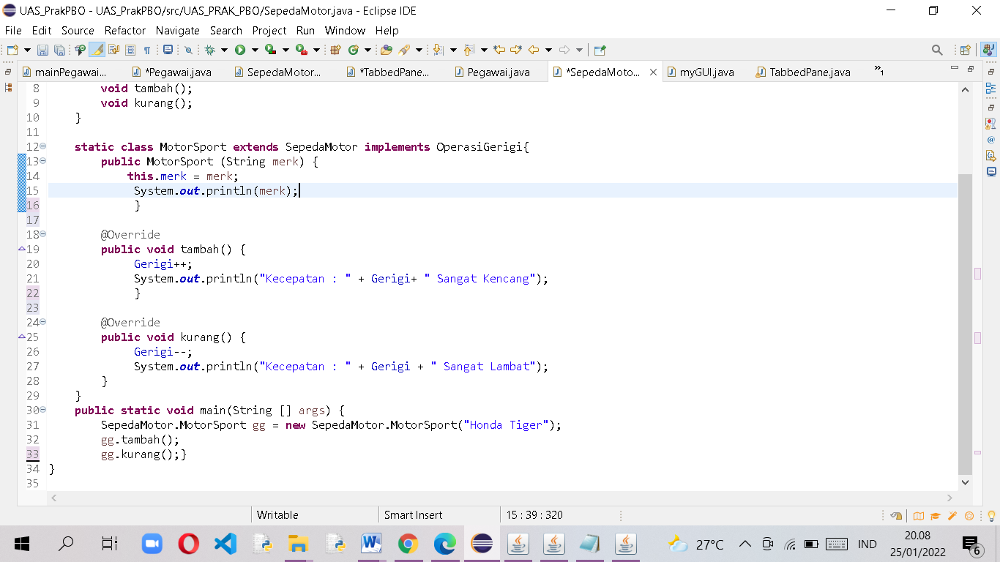 UAS_PrakPBO - UAS_PrakPBO/src/UAS_PRAK_PBO/SepedaMotor.java - Eclipse IDE
File Edit Source Refactor Navigate Search Project Run Window Help
mainPegawai... *Pegawai.java SepedaMotor... *TabbedPane... Pegawai.java *SepedaMoto... myGUI.java TabbedPane.java »1
8 void tambah();
9 void kurang();
10 }
11
12 static class MotorSport extends SepedaMotor implements OperasiGerigi{
13 public MotorSport (String merk) {
14 this.merk = merk;
15 System.out.println(merk);
16 }
17
18 @Override
19 public void tambah() {
20 Gerigi++;
21 System.out.println("Kecepatan : " + Gerigi+ " Sangat Kencang");
22 }
23
24 @Override
25 public void kurang() {
26 Gerigi--;
27 System.out.println("Kecepatan : " + Gerigi + " Sangat Lambat");
28 }
29 }
30 public static void main(String [] args) {
31 SepedaMotor.MotorSport gg = new SepedaMotor.MotorSport("Honda Tiger");
32 gg.tambah();
33 gg.kurang();}
34 }
35
Writable Smart Insert 15 : 39 : 320
27°C IND 20.08
25/01/2022 6